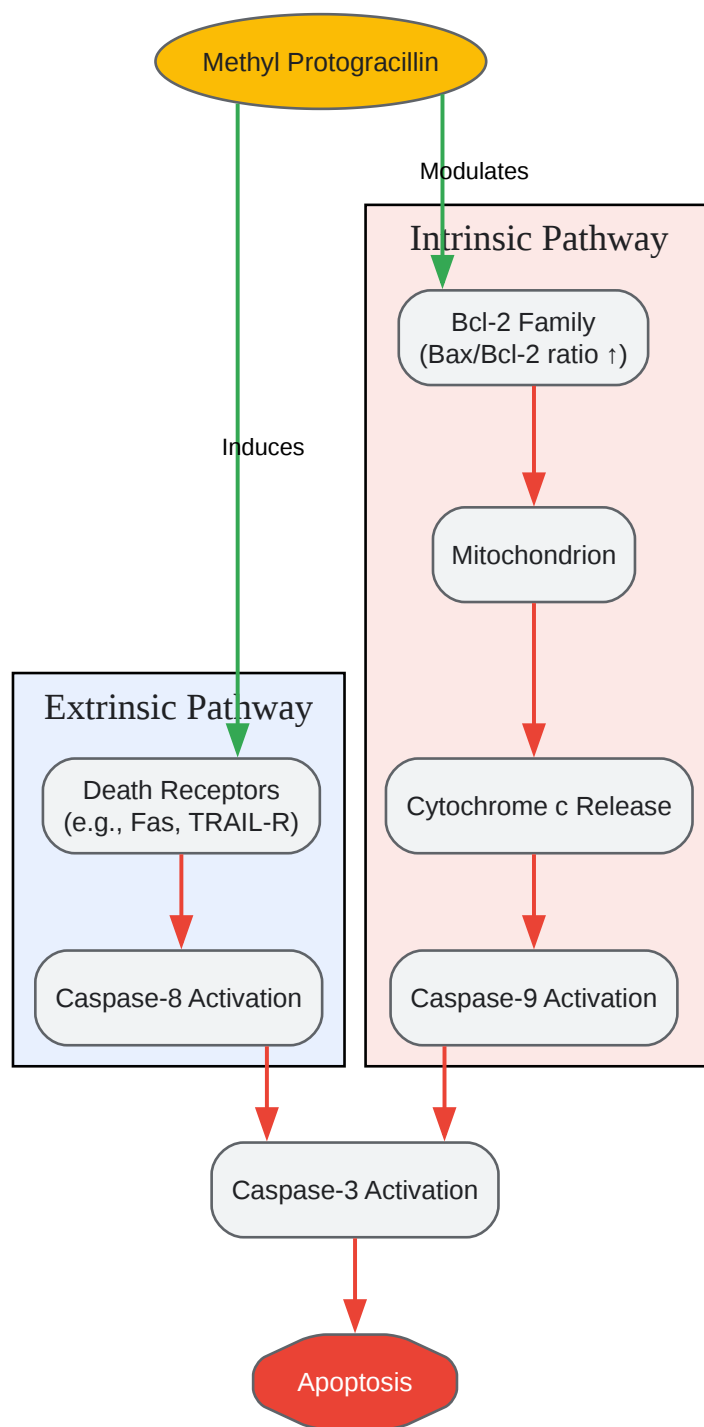 Methyl Protogracillin
Modulates
Intrinsic Pathway
Bcl-2 Family
(Bax/Bcl-2 ratio ↑)
Induces
Mitochondrion
Extrinsic Pathway
Death Receptors
(e.g., Fas, TRAIL-R)
Cytochrome c Release
Caspase-8 Activation
Caspase-9 Activation
Caspase-3 Activation
Apoptosis